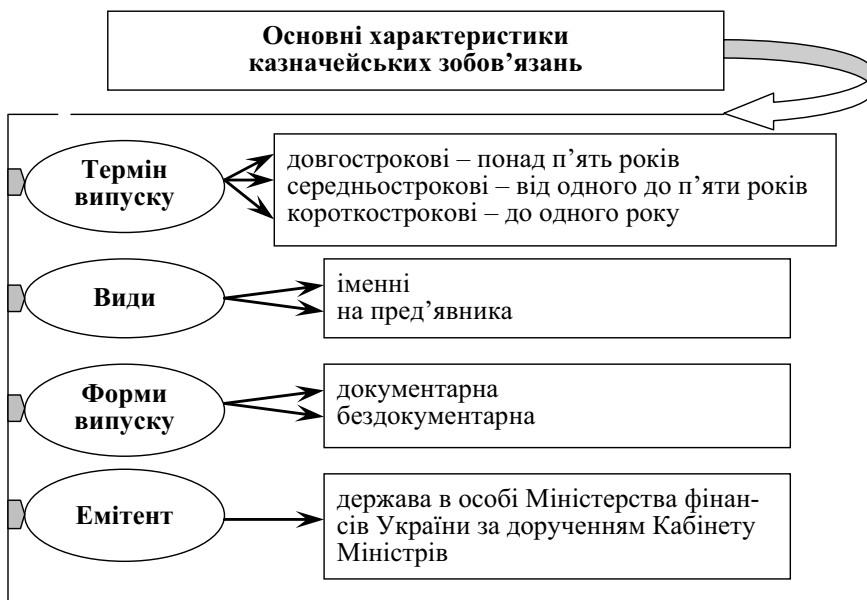 Основні характеристики
казначейських зобов’язань
Термін
випуску
довгострокові – понад п’ять років
середньострокові – від одного до п’яти років
короткострокові – до одного року
Види
іменні
на пред’явника
Форми
випуску
документарна
бездокументарна
Емітент
держава в особі Міністерства фінан-
сів України за дорученням Кабінету
Міністрів